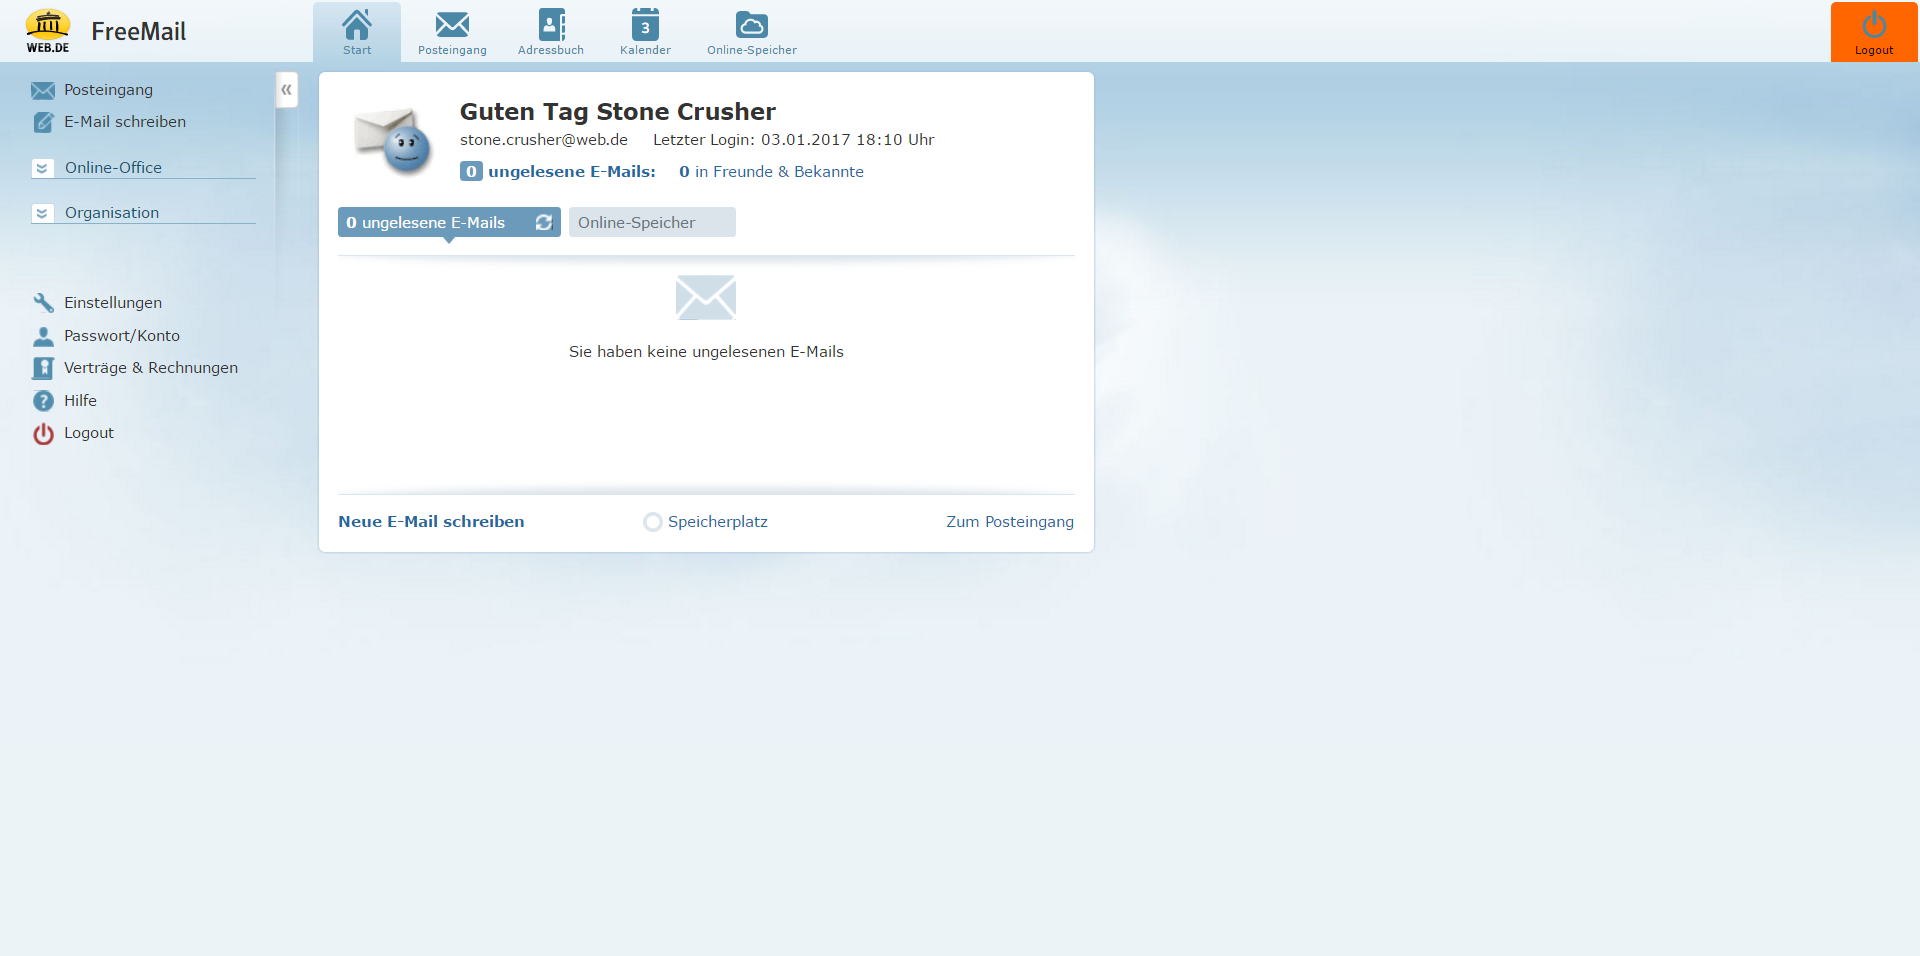 WEB.DE
FreeMail
Start
Posteingang
Adressbuch
3
Kalender
Online-Speicher
Logout
Posteingang
E-Mail schreiben
Online-Office
Organisation
Einstellungen
Passwort/Konto
Verträge & Rechnungen
Hilfe
Logout
Guten Tag Stone Crusher
stone.crusher@web.de Letzter Login: 03.01.2017 18:10 Uhr
0 ungelesene E-Mails: 0 in Freunde & Bekannte
0 ungelesene E-Mails
Online-Speicher
Sie haben keine ungelesenen E-Mails
Neue E-Mail schreiben
Speicherplatz
Zum Posteingang